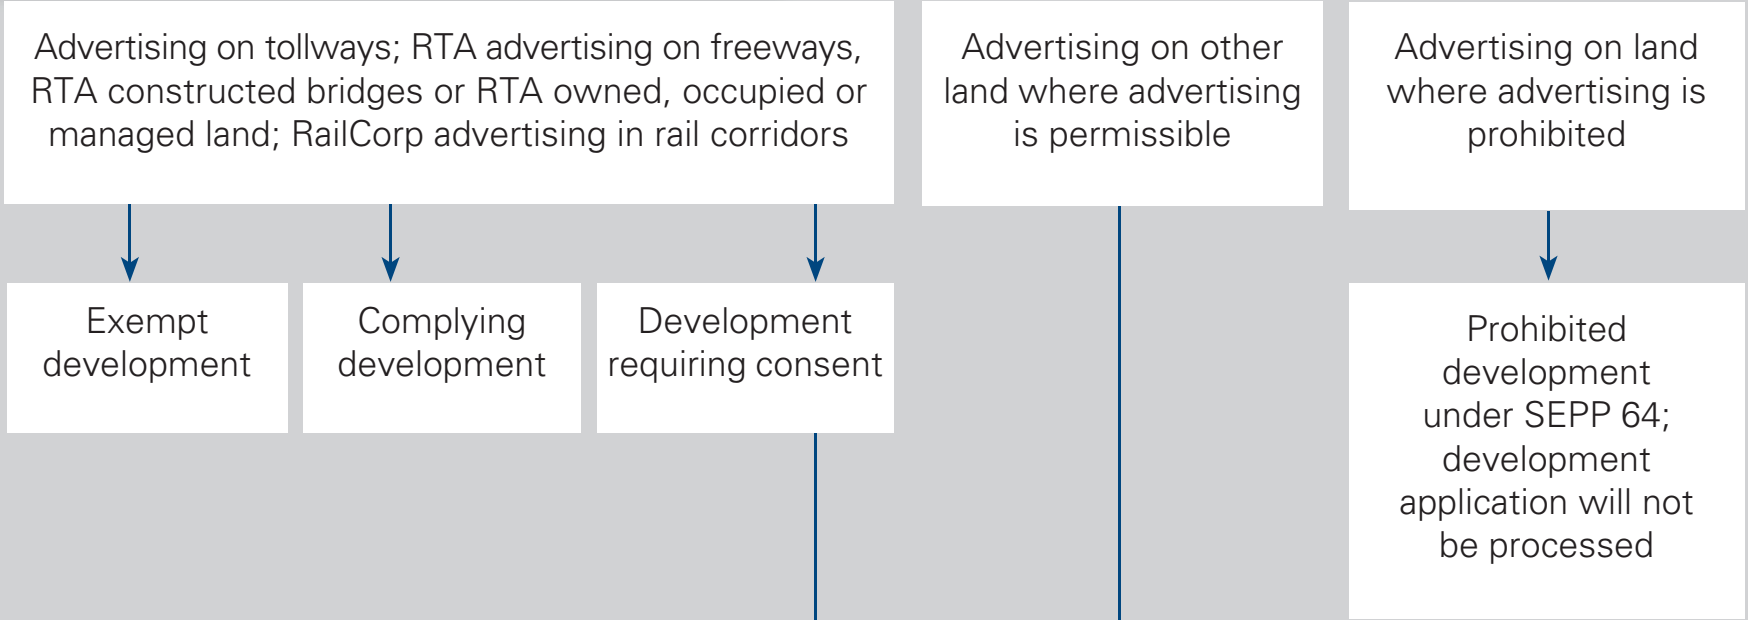 Advertising on tollways; RTA advertising on freeways,
RTA constructed bridges or RTA owned, occupied or
managed land; RailCorp advertising in rail corridors
Advertising on other
land where advertising
is permissible
Advertising on land
where advertising is
prohibited
Exempt
development
Complying
development
Development
requiring consent
Prohibited
development
under SEPP 64;
development
application will not
be processed